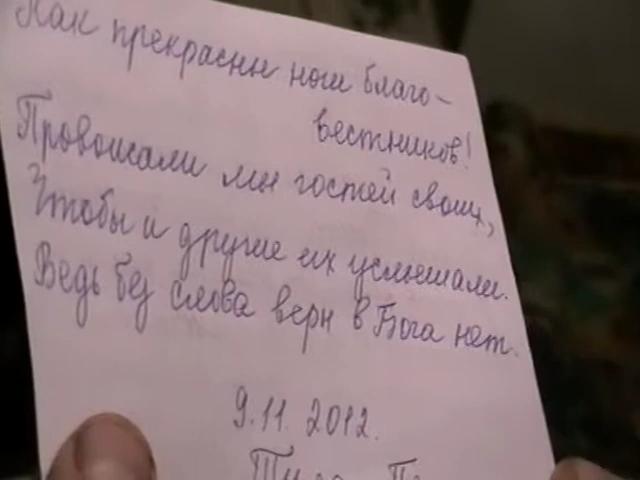 Как прекрасны ноги благо-
вестников!
Провожали мы гостей своих,
Чтобы и другие их услышали.
Ведь без слова веры в Бога нет.
9.11.2012.